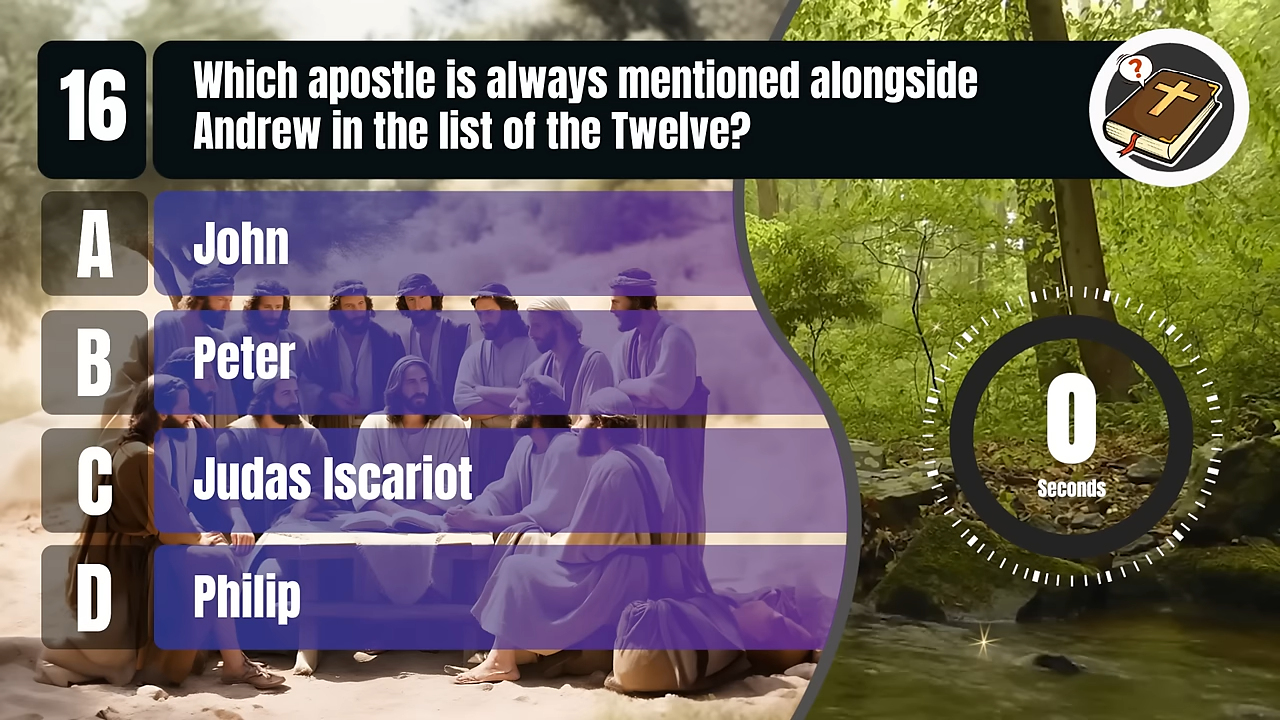 16
Which apostle is always mentioned alongside
Andrew in the list of the Twelve?
?
A
John
B
Peter
C
Judas Iscariot
D
Philip
0
Seconds